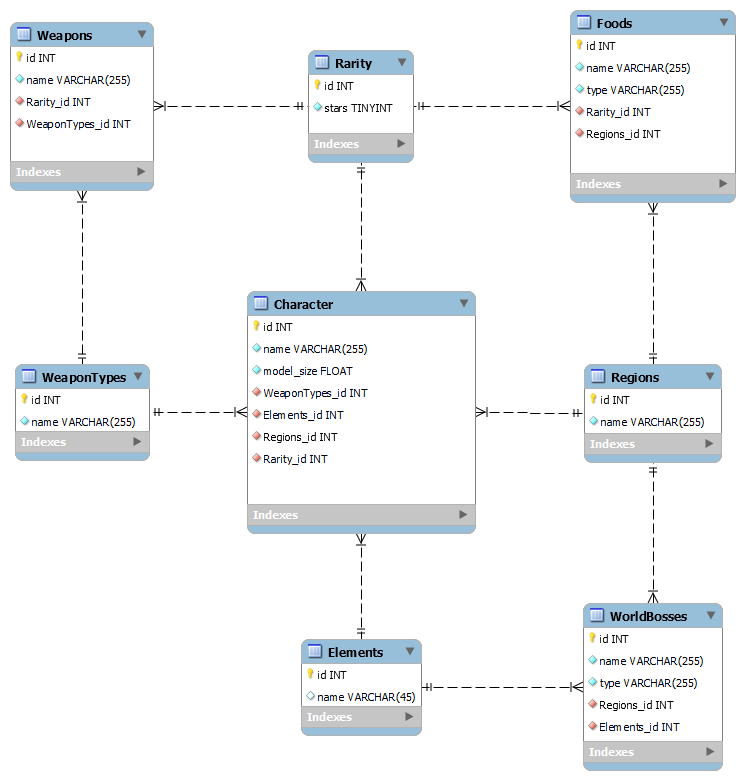 Weapons
id INT
name VARCHAR(255)
Rarity_id INT
WeaponTypes_id INT
Indexes
Rarity
id INT
stars TINYINT
Indexes
Foods
id INT
name VARCHAR(255)
type VARCHAR(255)
Rarity_id INT
Regions_id INT
Indexes
Character
id INT
name VARCHAR(255)
model_size FLOAT
WeaponTypes_id INT
Elements_id INT
Regions_id INT
Rarity_id INT
Indexes
WeaponTypes
id INT
name VARCHAR(255)
Indexes
Regions
id INT
name VARCHAR(255)
Indexes
Elements
id INT
name VARCHAR(45)
Indexes
WorldBosses
id INT
name VARCHAR(255)
type VARCHAR(255)
Regions_id INT
Elements_id INT
Indexes